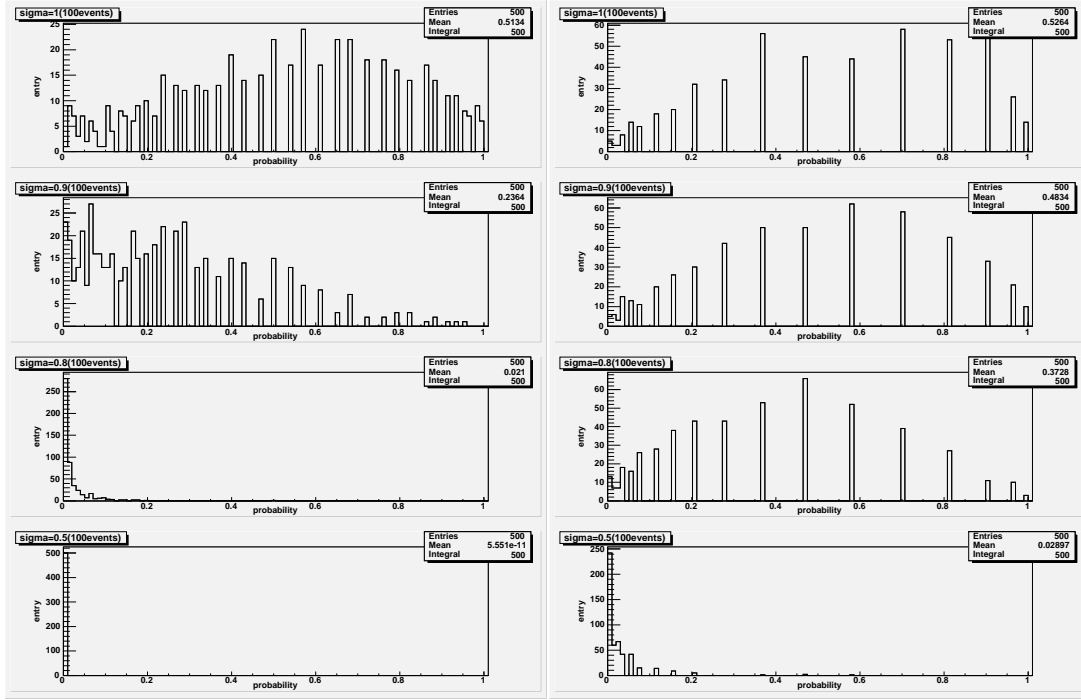 sigma=1(100events)
Entries 500
Mean 0.5134
Integral 500
25
20
15
10
5
0
entry
0 0.2 0.4 0.6 0.8 1
probability
sigma=1(100events)
Entries 500
Mean 0.5264
Integral 500
60
50
40
30
20
10
0
entry
0 0.2 0.4 0.6 0.8 1
probability
sigma=0.9(100events)
Entries 500
Mean 0.2364
Integral 500
25
20
15
10
5
0
entry
0 0.2 0.4 0.6 0.8 1
probability
sigma=0.9(100events)
Entries 500
Mean 0.4834
Integral 500
60
50
40
30
20
10
0
entry
0 0.2 0.4 0.6 0.8 1
probability
sigma=0.8(100events)
Entries 500
Mean 0.021
Integral 500
250
200
150
100
50
0
entry
0 0.2 0.4 0.6 0.8 1
probability
sigma=0.8(100events)
Entries 500
Mean 0.3728
Integral 500
60
50
40
30
20
10
0
entry
0 0.2 0.4 0.6 0.8 1
probability
sigma=0.5(100events)
Entries 500
Mean 5.551e-11
Integral 500
500
400
300
200
100
0
entry
0 0.2 0.4 0.6 0.8 1
probability
sigma=0.5(100events)
Entries 500
Mean 0.02897
Integral 500
250
200
150
100
50
0
entry
0 0.2 0.4 0.6 0.8 1
probability